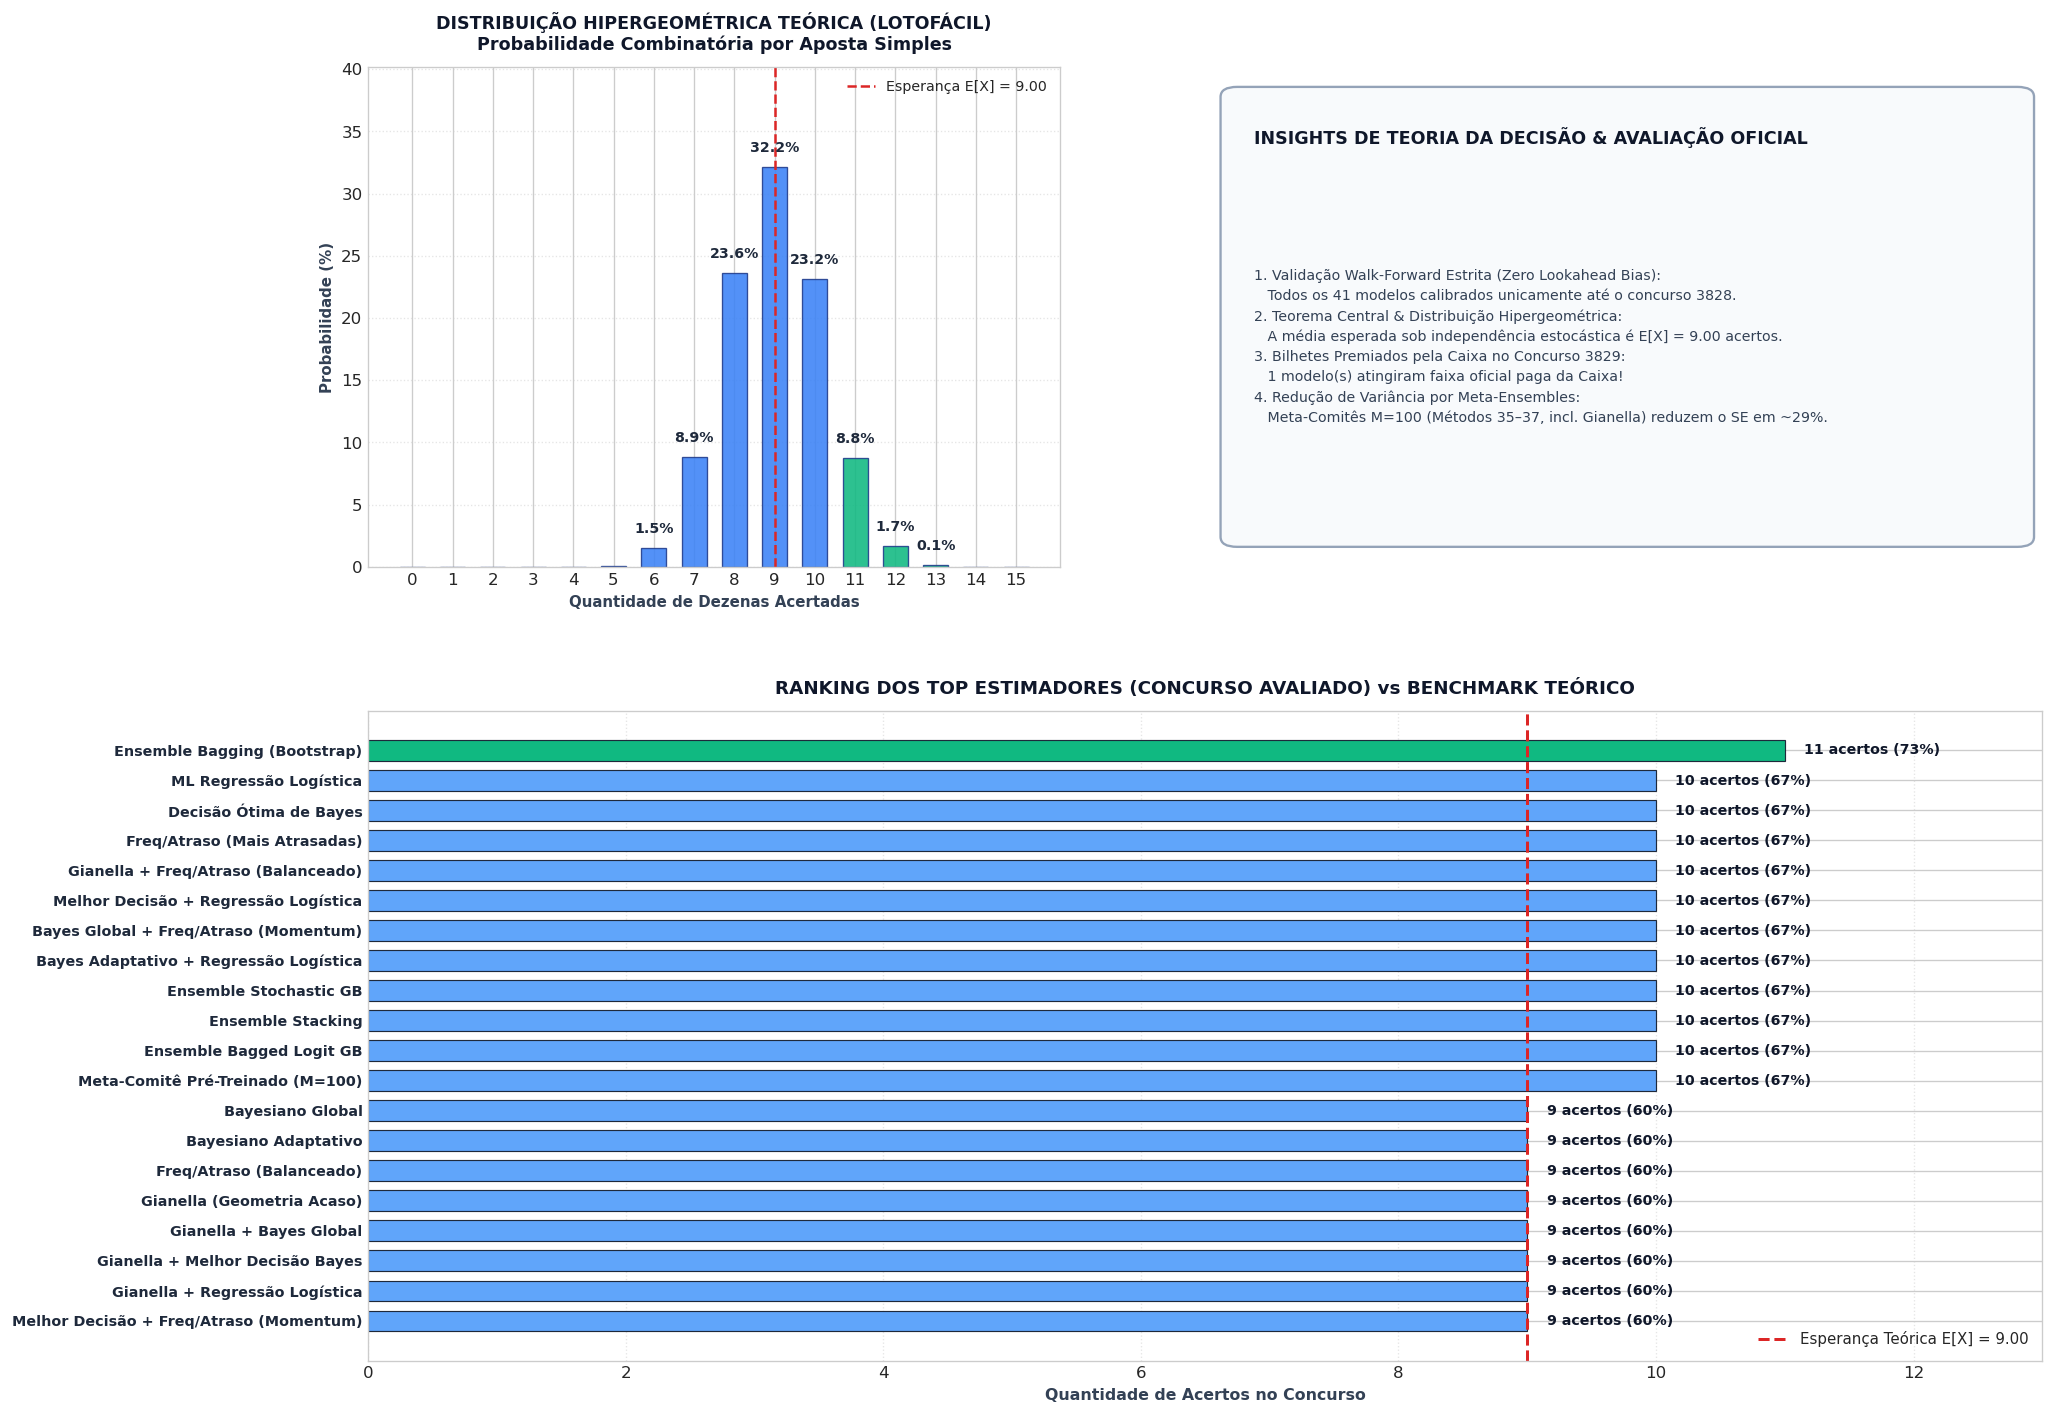 DISTRIBUIÇÃO HIPERGEOMÉTRICA TEÓRICA (LOTOFÁCIL)
Probabilidade Combinatória por Aposta Simples
Esperança E[X] = 9.00
Probabilidade (%)
40
35
30
25
20
15
10
5
0
1.5%
8.9%
23.6%
32.2%
23.2%
8.8%
1.7%
0.1%
0 1 2 3 4 5 6 7 8 9 10 11 12 13 14 15
Quantidade de Dezenas Acertadas
INSIGHTS DE TEORIA DA DECISÃO & AVALIAÇÃO OFICIAL
1. Validação Walk-Forward Estrita (Zero Lookahead Bias):
Todos os 41 modelos calibrados unicamente até o concurso 3828.
2. Teorema Central & Distribuição Hipergeométrica:
A média esperada sob independência estocástica é E[X] = 9.00 acertos.
3. Bilhetes Premiados pela Caixa no Concurso 3829:
1 modelo(s) atingiram faixa oficial paga da Caixa!
4. Redução de Variância por Meta-Ensembles:
Meta-Comitês M=100 (Métodos 35–37, incl. Gianella) reduzem o SE em ~29%.
RANKING DOS TOP ESTIMADORES (CONCURSO AVALIADO) vs BENCHMARK TEÓRICO
Ensemble Bagging (Bootstrap) 11 acertos (73%)
ML Regressão Logística 10 acertos (67%)
Decisão Ótima de Bayes 10 acertos (67%)
Freq/Atraso (Mais Atrasadas) 10 acertos (67%)
Gianella + Freq/Atraso (Balanceado) 10 acertos (67%)
Melhor Decisão + Regressão Logística 10 acertos (67%)
Bayes Global + Freq/Atraso (Momentum) 10 acertos (67%)
Bayes Adaptativo + Regressão Logística 10 acertos (67%)
Ensemble Stochastic GB 10 acertos (67%)
Ensemble Stacking 10 acertos (67%)
Ensemble Bagged Logit GB 10 acertos (67%)
Meta-Comitê Pré-Treinado (M=100) 10 acertos (67%)
Bayesiano Global 9 acertos (60%)
Bayesiano Adaptativo 9 acertos (60%)
Freq/Atraso (Balanceado) 9 acertos (60%)
Gianella (Geometria Acaso) 9 acertos (60%)
Gianella + Bayes Global 9 acertos (60%)
Gianella + Melhor Decisão Bayes 9 acertos (60%)
Gianella + Regressão Logística 9 acertos (60%)
Melhor Decisão + Freq/Atraso (Momentum) 9 acertos (60%)
Esperança Teórica E[X] = 9.00
0 2 4 6 8 10 12
Quantidade de Acertos no Concurso